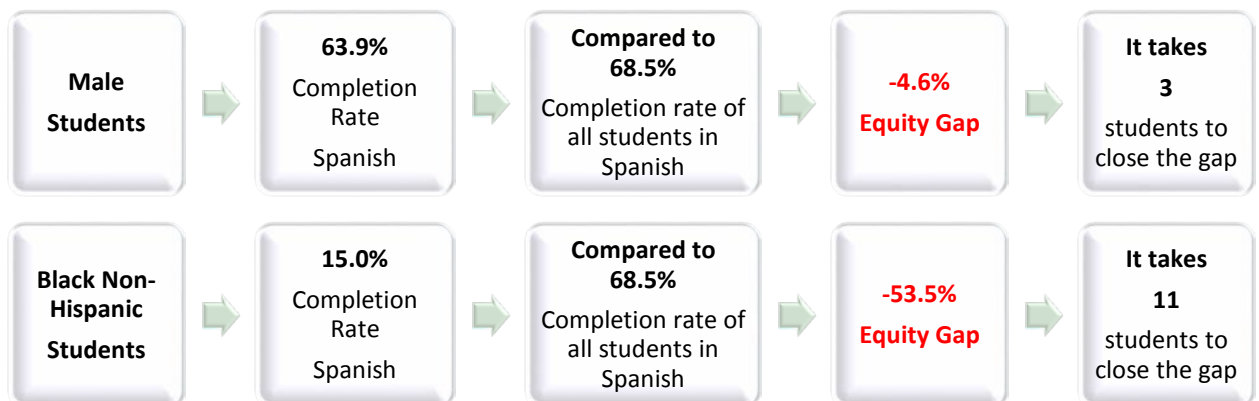 Male
Students
63.9%
Completion
Rate
Spanish
Compared to
68.5%
Completion rate of
all students in
Spanish
-4.6%
Equity Gap
It takes
3
students to
close the gap
Black Non-
Hispanic
Students
15.0%
Completion
Rate
Spanish
Compared to
68.5%
Completion rate of
all students in
Spanish
-53.5%
Equity Gap
It takes
11
students to
close the gap